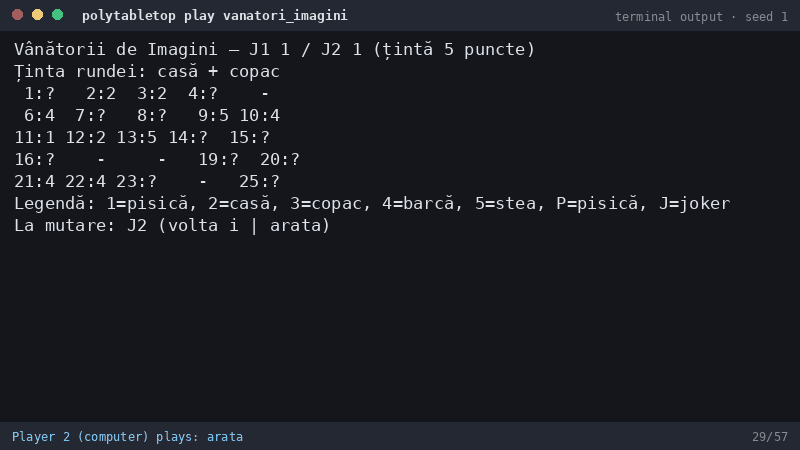 polytabletop play vanatori_imagini
terminal output · seed 1
Vânătorii de Imagini — J1 1 / J2 1 (țintă 5 puncte)
Ținta rundei: casă + copac
1:? 2:2 3:2 4:? -
6:4 7:? 8:? 9:5 10:4
11:1 12:2 13:5 14:? 15:?
16:? - - 19:? 20:?
21:4 22:4 23:? - 25:?
Legendă: 1=pisică, 2=casă, 3=copac, 4=barcă, 5=stea, P=pisică, J=joker
La mutare: J2 (volta i | arata)
Player 2 (computer) plays: arata
29/57